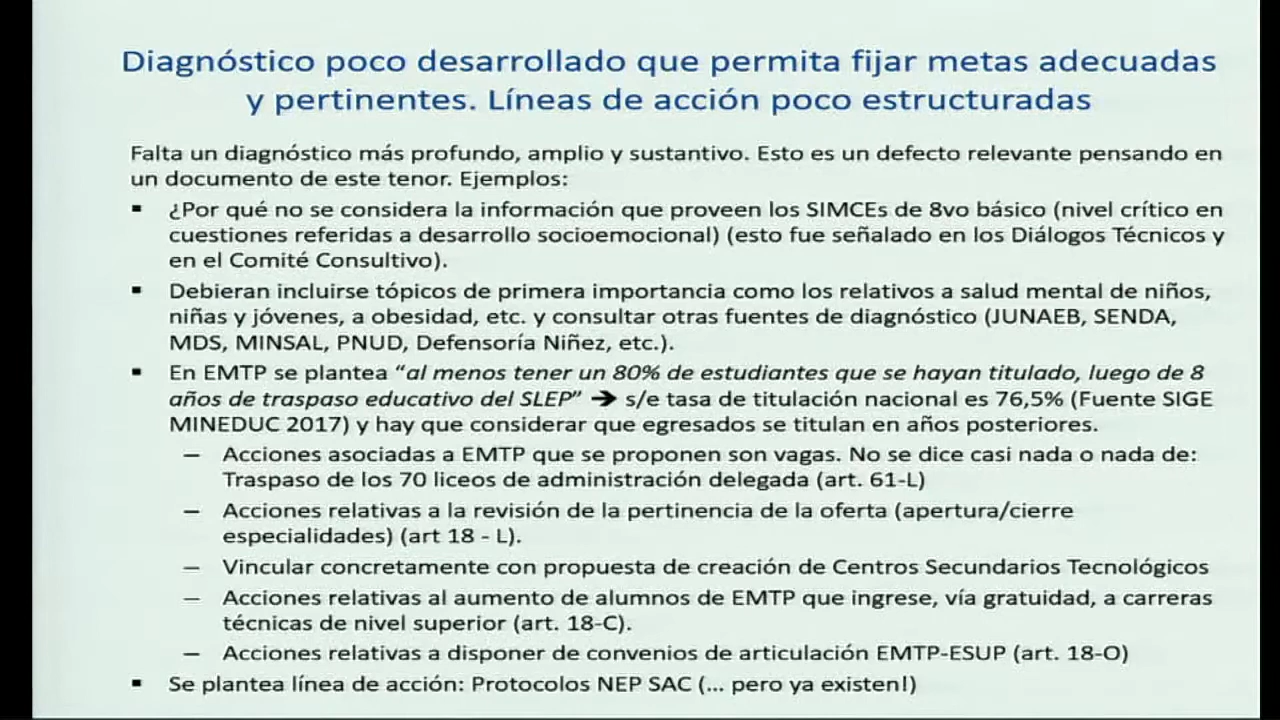 Diagnóstico poco desarrollado que permita fijar metas adecuadas
y pertinentes. Líneas de acción poco estructuradas
Falta un diagnóstico más profundo, amplio y sustantivo. Esto es un defecto relevante pensando en
un documento de este tenor. Ejemplos:
▪ ¿Por qué no se considera la información que proveen los SIMCEs de 8vo básico (nivel crítico en
cuestiones referidas a desarrollo socioemocional) (esto fue señalado en los Diálogos Técnicos y
en el Comité Consultivo).
▪ Debieran incluirse tópicos de primera importancia como los relativos a salud mental de niños,
niñas y jóvenes, a obesidad, etc. y consultar otras fuentes de diagnóstico (JUNAEB, SENDA,
MDS, MINSAL, PNUD, Defensoría Niñez, etc.).
▪ En EMTP se plantea “al menos tener un 80% de estudiantes que se hayan titulado, luego de 8
años de traspaso educativo del SLEP” ➔ s/e tasa de titulación nacional es 76,5% (Fuente SIGE
MINEDUC 2017) y hay que considerar que egresados se titulan en años posteriores.
– Acciones asociadas a EMTP que se proponen son vagas. No se dice casi nada o nada de:
Traspaso de los 70 liceos de administración delegada (art. 61-L)
– Acciones relativas a la revisión de la pertinencia de la oferta (apertura/cierre
especialidades) (art 18 - L).
– Vincular concretamente con propuesta de creación de Centros Secundarios Tecnológicos
– Acciones relativas al aumento de alumnos de EMTP que ingrese, vía gratuidad, a carreras
técnicas de nivel superior (art. 18-C).
– Acciones relativas a disponer de convenios de articulación EMTP-ESUP (art. 18-O)
▪ Se plantea línea de acción: Protocolos NEP SAC (... pero ya existen!)